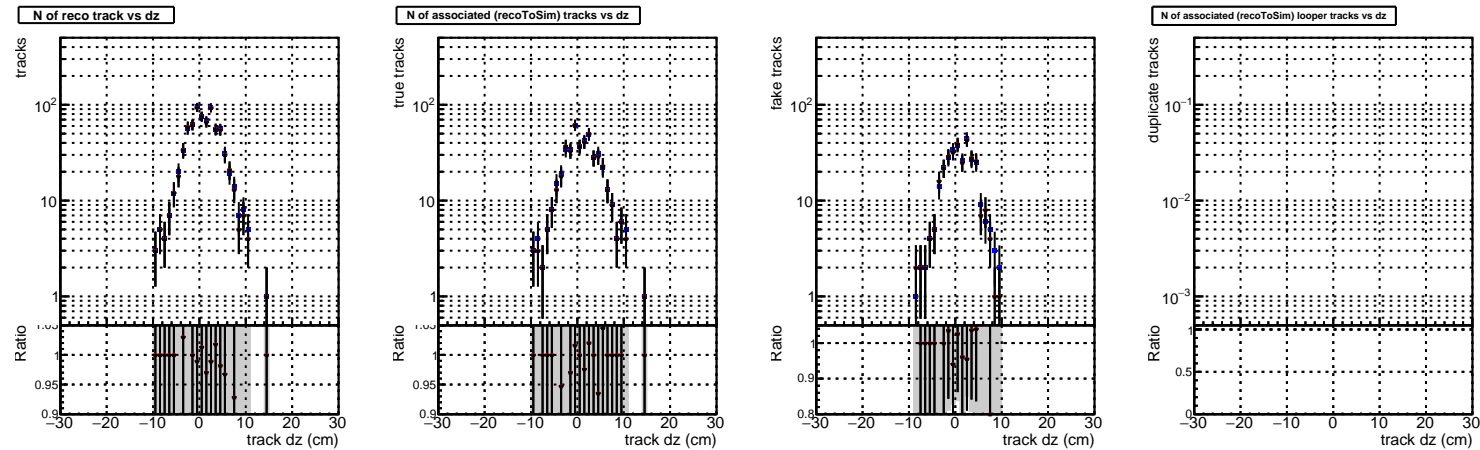 N of reco track vs dz
tracks
10²
10
1
Ratio
1.05
1
0.95
0.9
−30 −20 −10 0 10 20 30
track dz (cm)
N of associated (recoToSim) tracks vs dz
true tracks
10²
10
1
Ratio
1.05
1
0.95
0.9
−30 −20 −10 0 10 20 30
track dz (cm)
fake tracks
10²
10
1
Ratio
1
0.9
0.8
−30 −20 −10 0 10 20 30
track dz (cm)
N of associated (recoToSim) looper tracks vs dz
duplicate tracks
10⁻¹
10⁻²
10⁻³
Ratio
1
0.5
0
−30 −20 −10 0 10 20 30
track dz (cm)